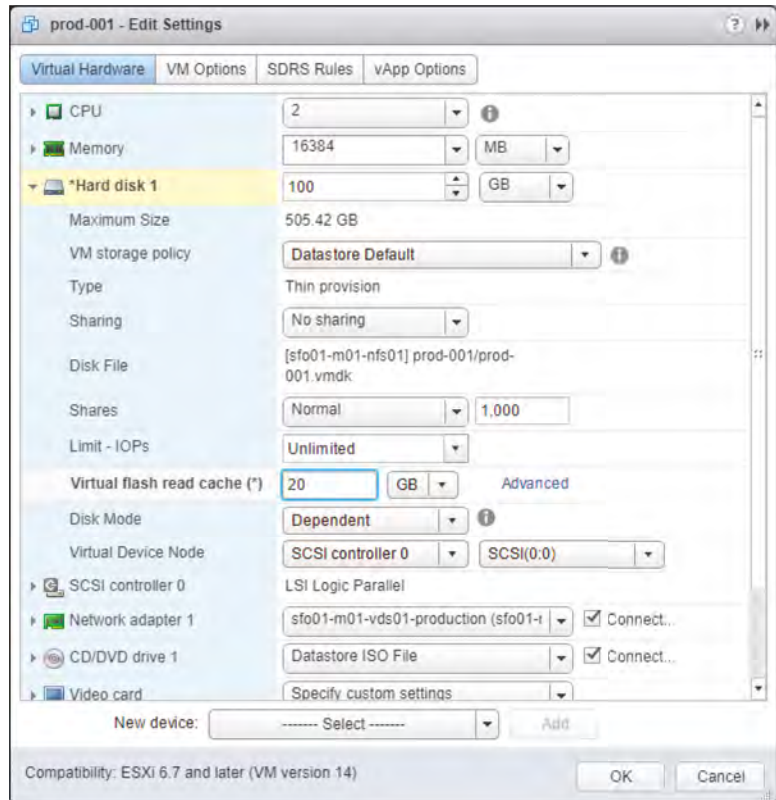 prod-001 - Edit Settings ?
Virtual Hardware VM Options SDRS Rules vApp Options
CPU 2
Memory 16384 MB
*Hard disk 1 100 GB
Maximum Size 505.42 GB
VM storage policy Datastore Default
Type Thin provision
Sharing No sharing
Disk File [sfo01-m01-nfs01] prod-001/prod-
001.vmdk
Shares Normal 1,000
Limit - IOPs Unlimited
Virtual flash read cache (*) 20 GB Advanced
Disk Mode Dependent
Virtual Device Node SCSI controller 0 SCSI(0:0)
SCSI controller 0 LSI Logic Parallel
Network adapter 1 sfo01-m01-vds01-production (sfo01- Connect...
CD/DVD drive 1 Datastore ISO File Connect...
Video card Specify custom settings
New device: ------- Select ------- Add
Compatibility: ESXi 6.7 and later (VM version 14) OK Cancel